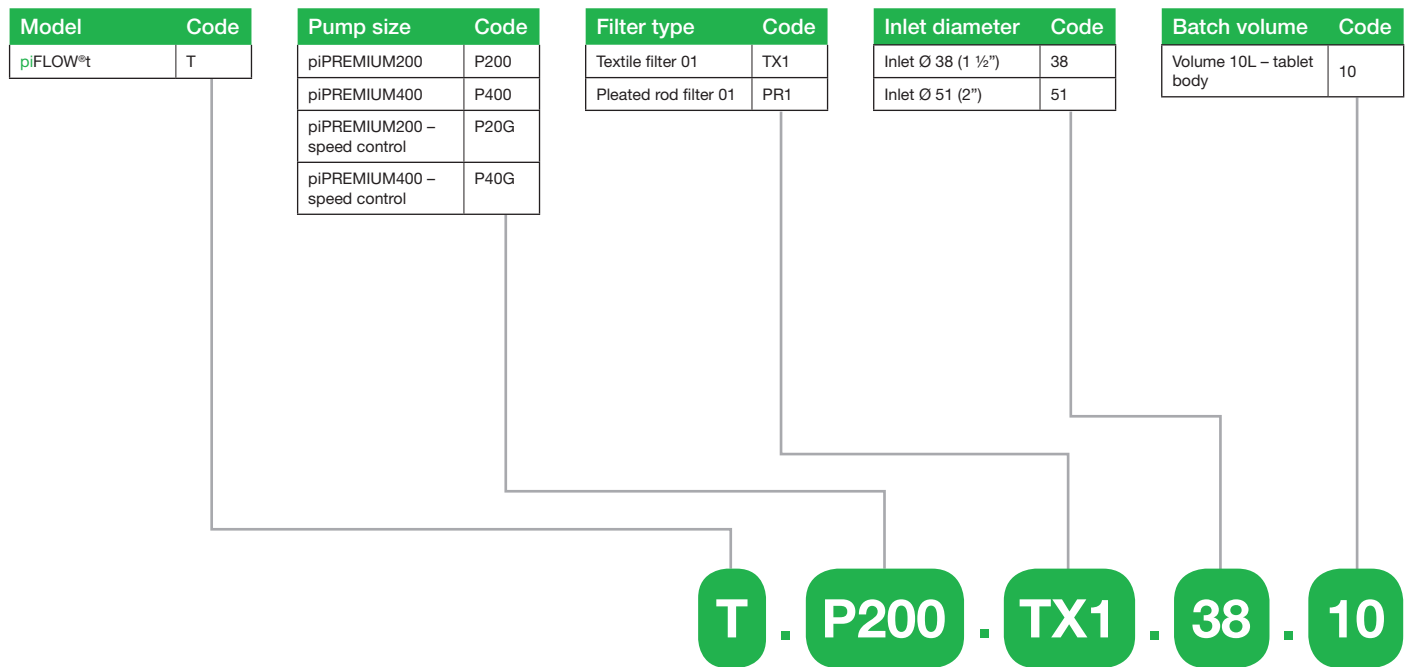 Model Code
piFLOW®t T
Pump size Code
piPREMIUM200 P200
piPREMIUM400 P400
piPREMIUM200 –
speed control P20G
piPREMIUM400 –
speed control P40G
Filter type Code
Textile filter 01 TX1
Pleated rod filter 01 PR1
Inlet diameter Code
Inlet Ø 38 (1 ½”) 38
Inlet Ø 51 (2”) 51
Batch volume Code
Volume 10L – tablet
body 10
T . P200 . TX1 . 38 . 10